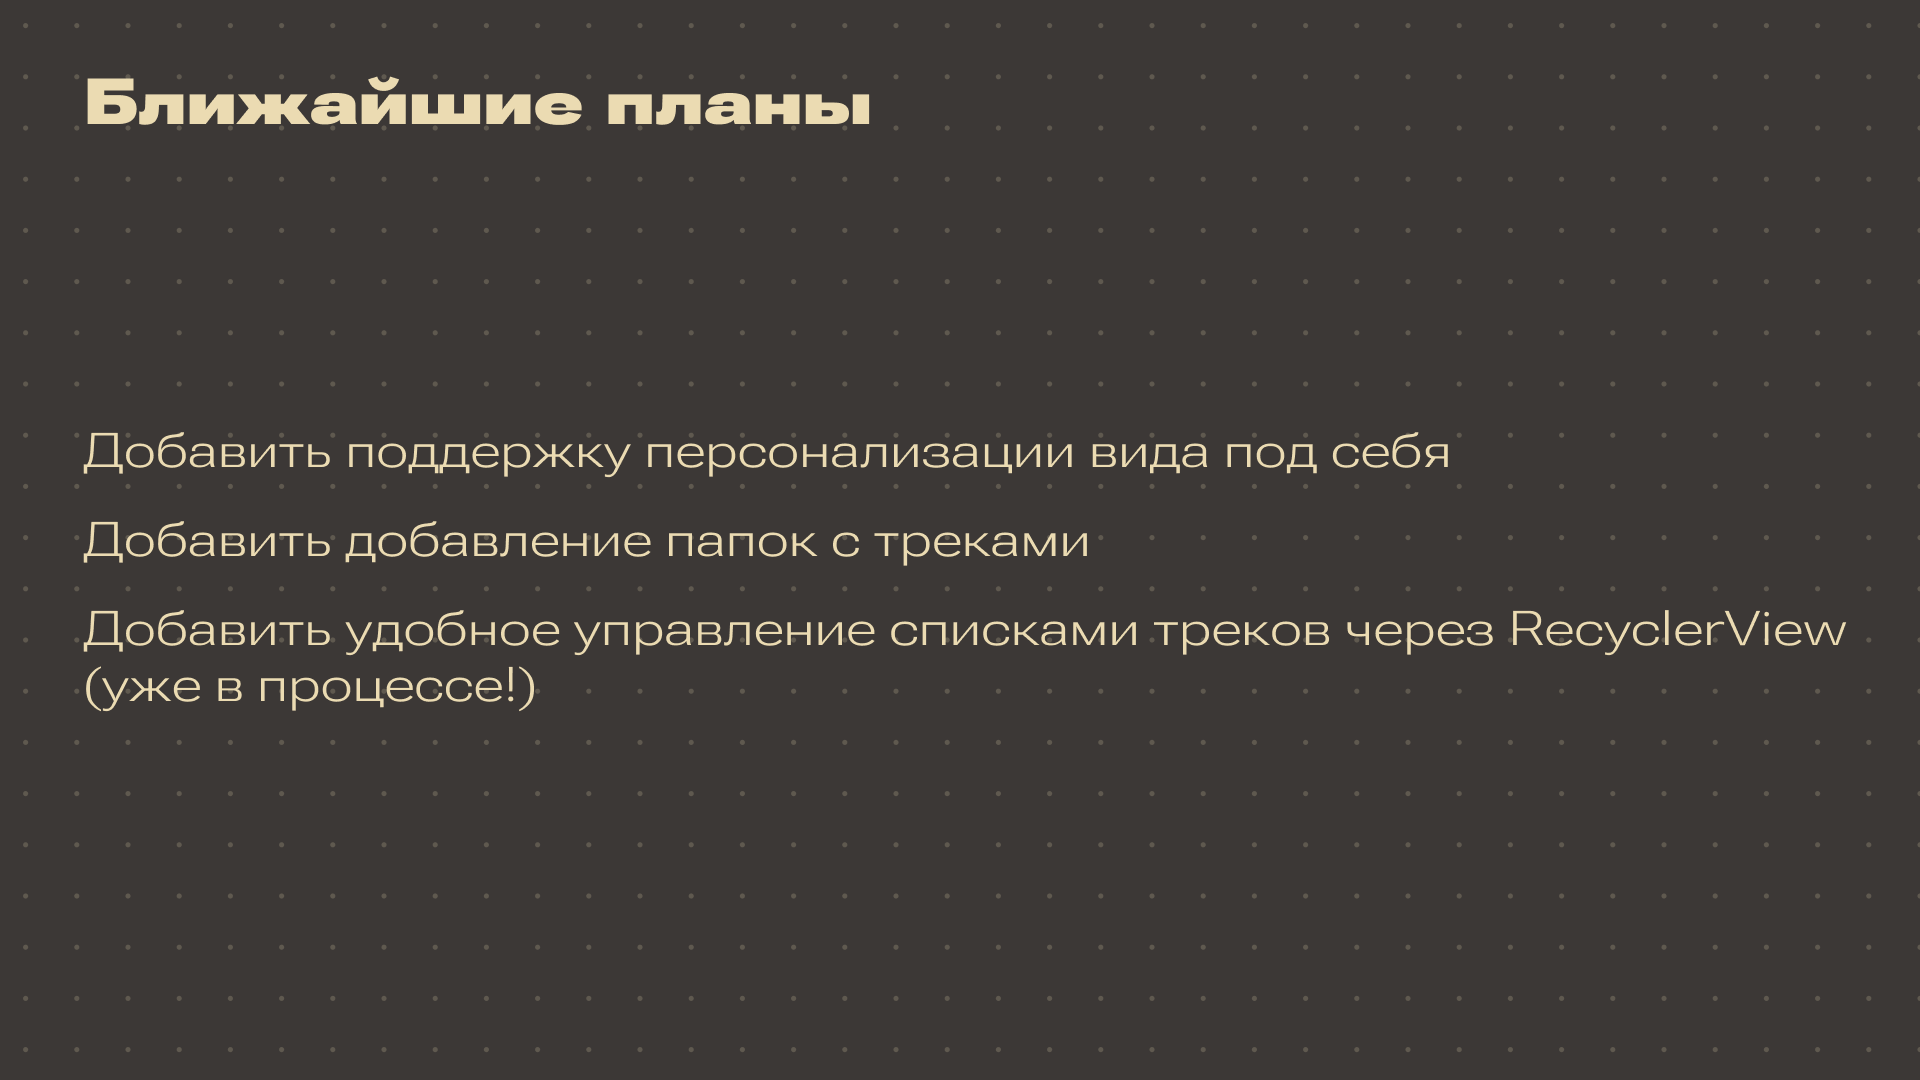 Ближайшие планы
Добавить поддержку персонализации вида под себя
Добавить добавление папок с треками
Добавить удобное управление списками треков через RecyclerView
(уже в процессе!)